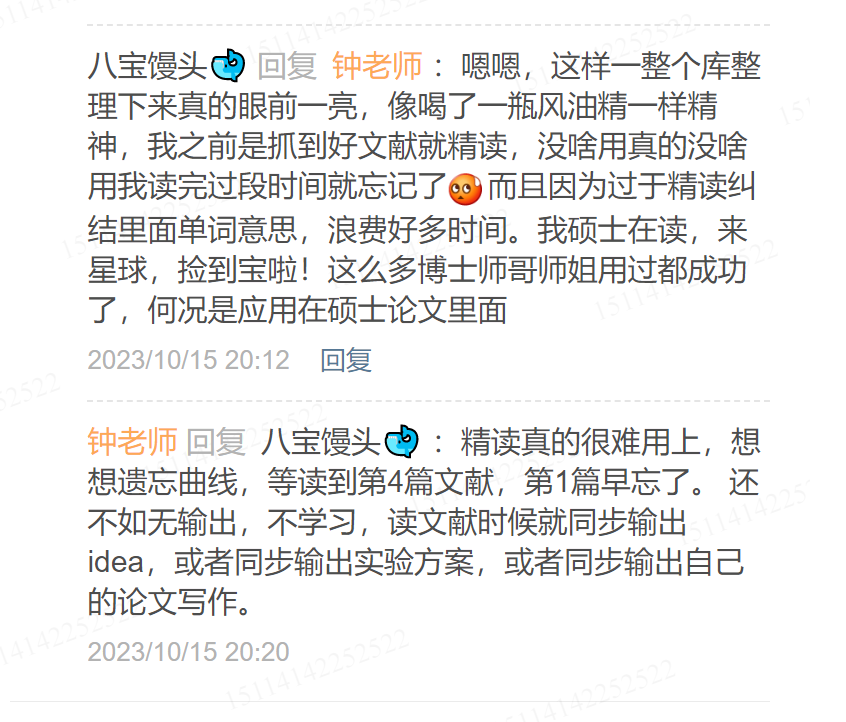 八宝馒头 回复 钟老师 ：嗯嗯，这样一整个库整
理下来真的眼前一亮，像喝了一瓶风油精一样精
神，我之前是抓到好文献就精读，没啥用真的没啥
用我读完过段时间就忘记了 而且因为过于精读纠
结里面单词意思，浪费好多时间。我硕士在读，来
星球，捡到宝啦！这么多博士师哥师姐用过都成功
了，何况是应用在硕士论文里面
2023/10/15 20:12 回复
钟老师 回复 八宝馒头 ：精读真的很难用上，想
想遗忘曲线，等读到第4篇文献，第1篇早忘了。 还
不如无输出，不学习，读文献时候就同步输出
idea，或者同步输出实验方案，或者同步输出自己
的论文写作。
2023/10/15 20:20
15114142252522